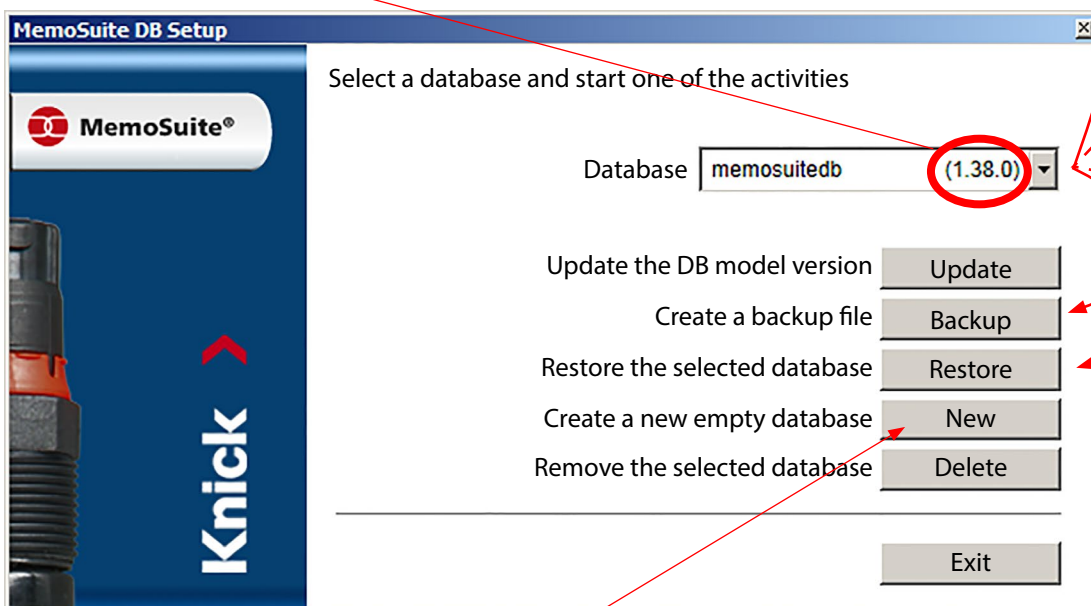 MemoSuite DB Setup
MemoSuite®
Knick >
Select a database and start one of the activities
Database memosuitedb (1.38.0)
Update the DB model version Update
Create a backup file Backup
Restore the selected database Restore
Create a new empty database New
Remove the selected database Delete
Exit